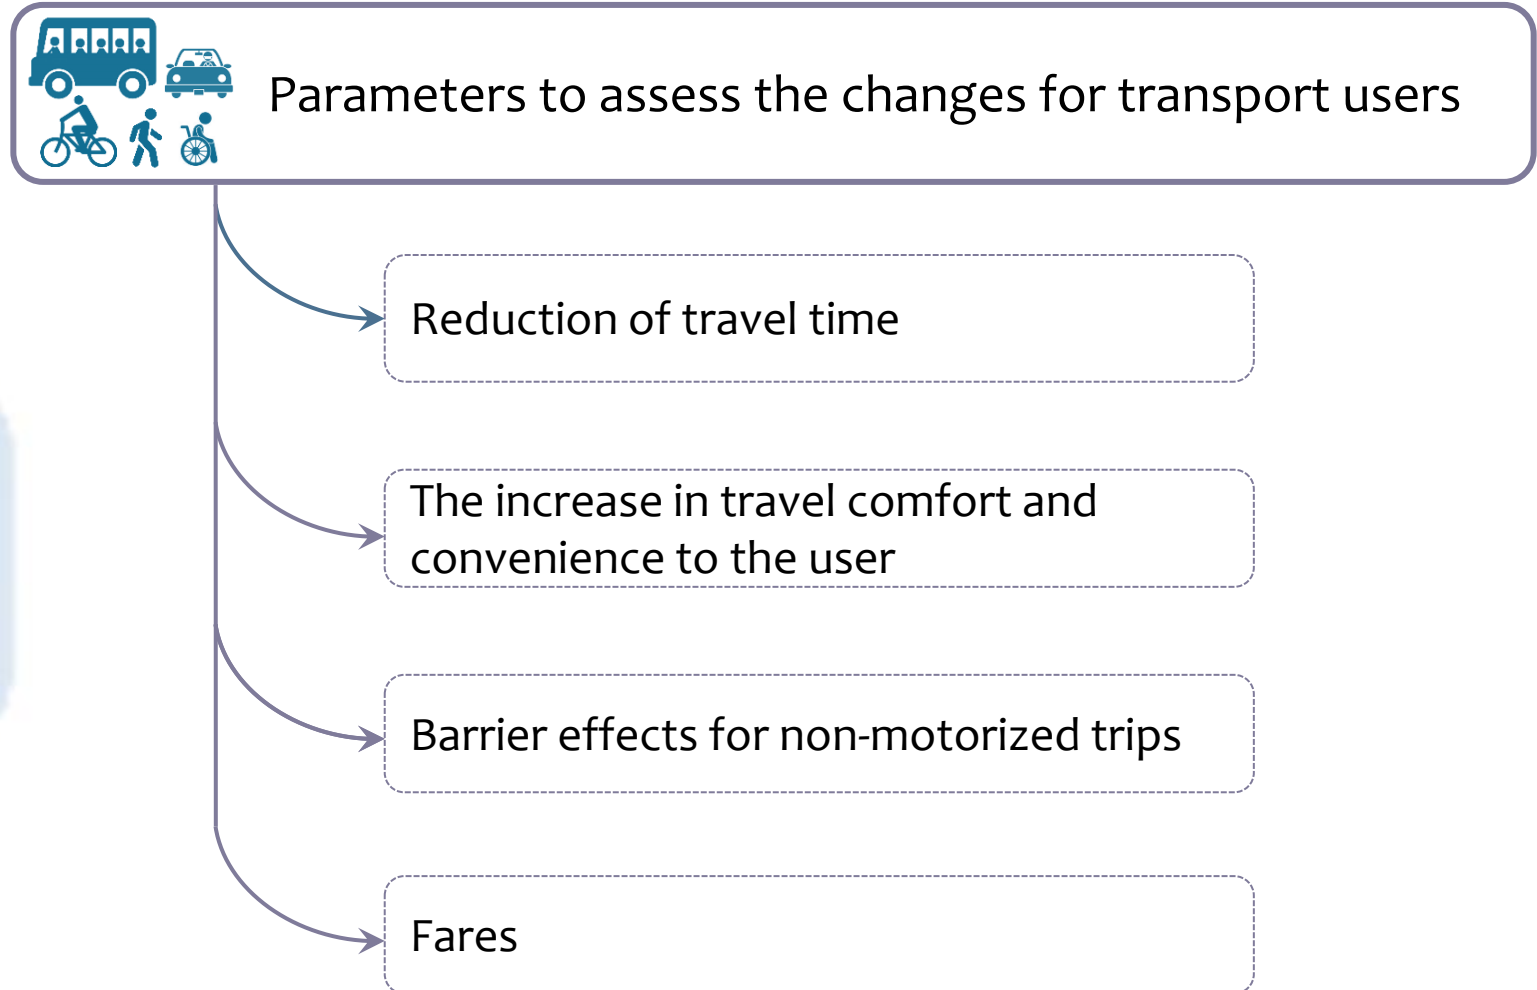 Parameters to assess the changes for transport users
Reduction of travel time
The increase in travel comfort and
convenience to the user
Barrier effects for non-motorized trips
Fares